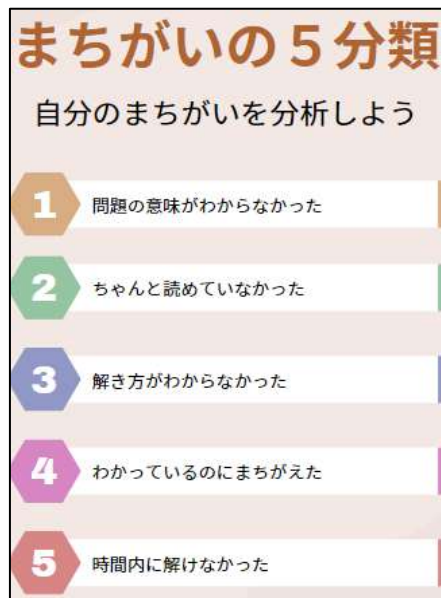 まちがいの５分類
自分のまちがいを分析しよう
1 問題の意味がわからなかった
2 ちゃんと読めていなかった
3 解き方がわからなかった
4 わかっているのにまちがえた
5 時間内に解けなかった